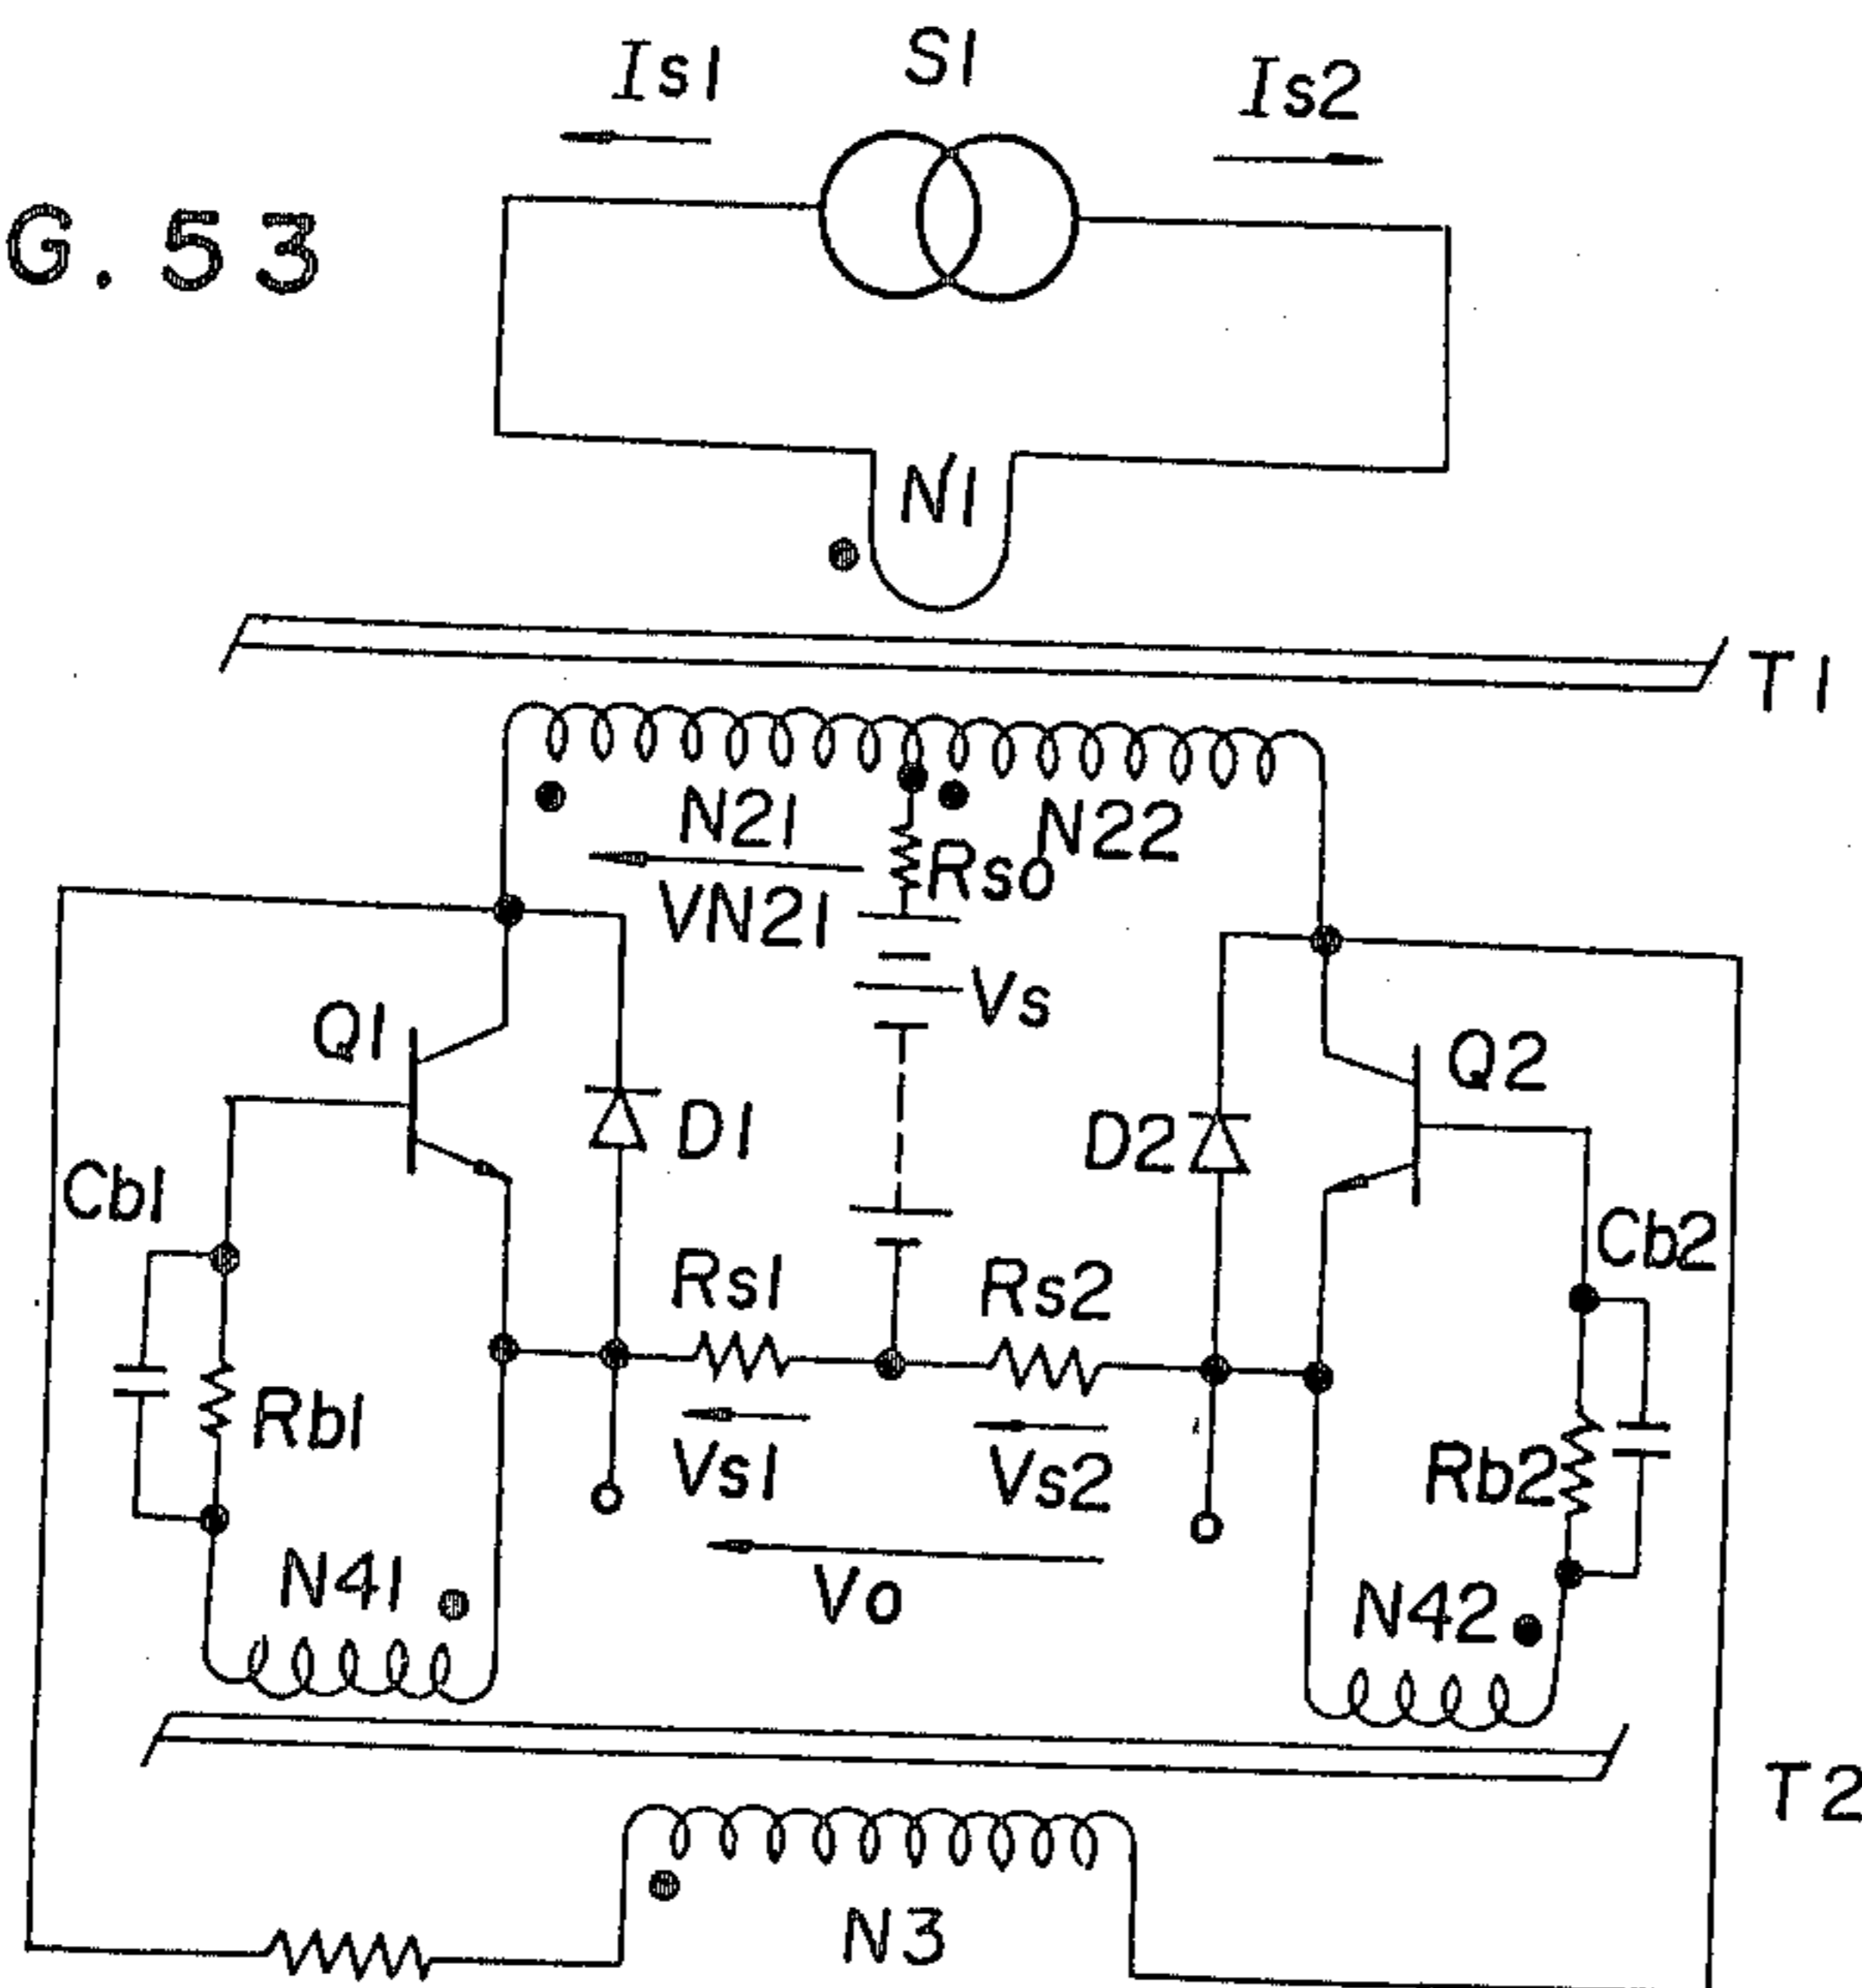 Is1
S1
Is2
G.53
N1
T1
N21
N22
Rso
VN21
Vs
Q1
Q2
D1
D2
Cb1
Cb2
Rs1
Rs2
Rb1
Vs1
Vs2
Rb2
N41
Vo
N42
T2
N3